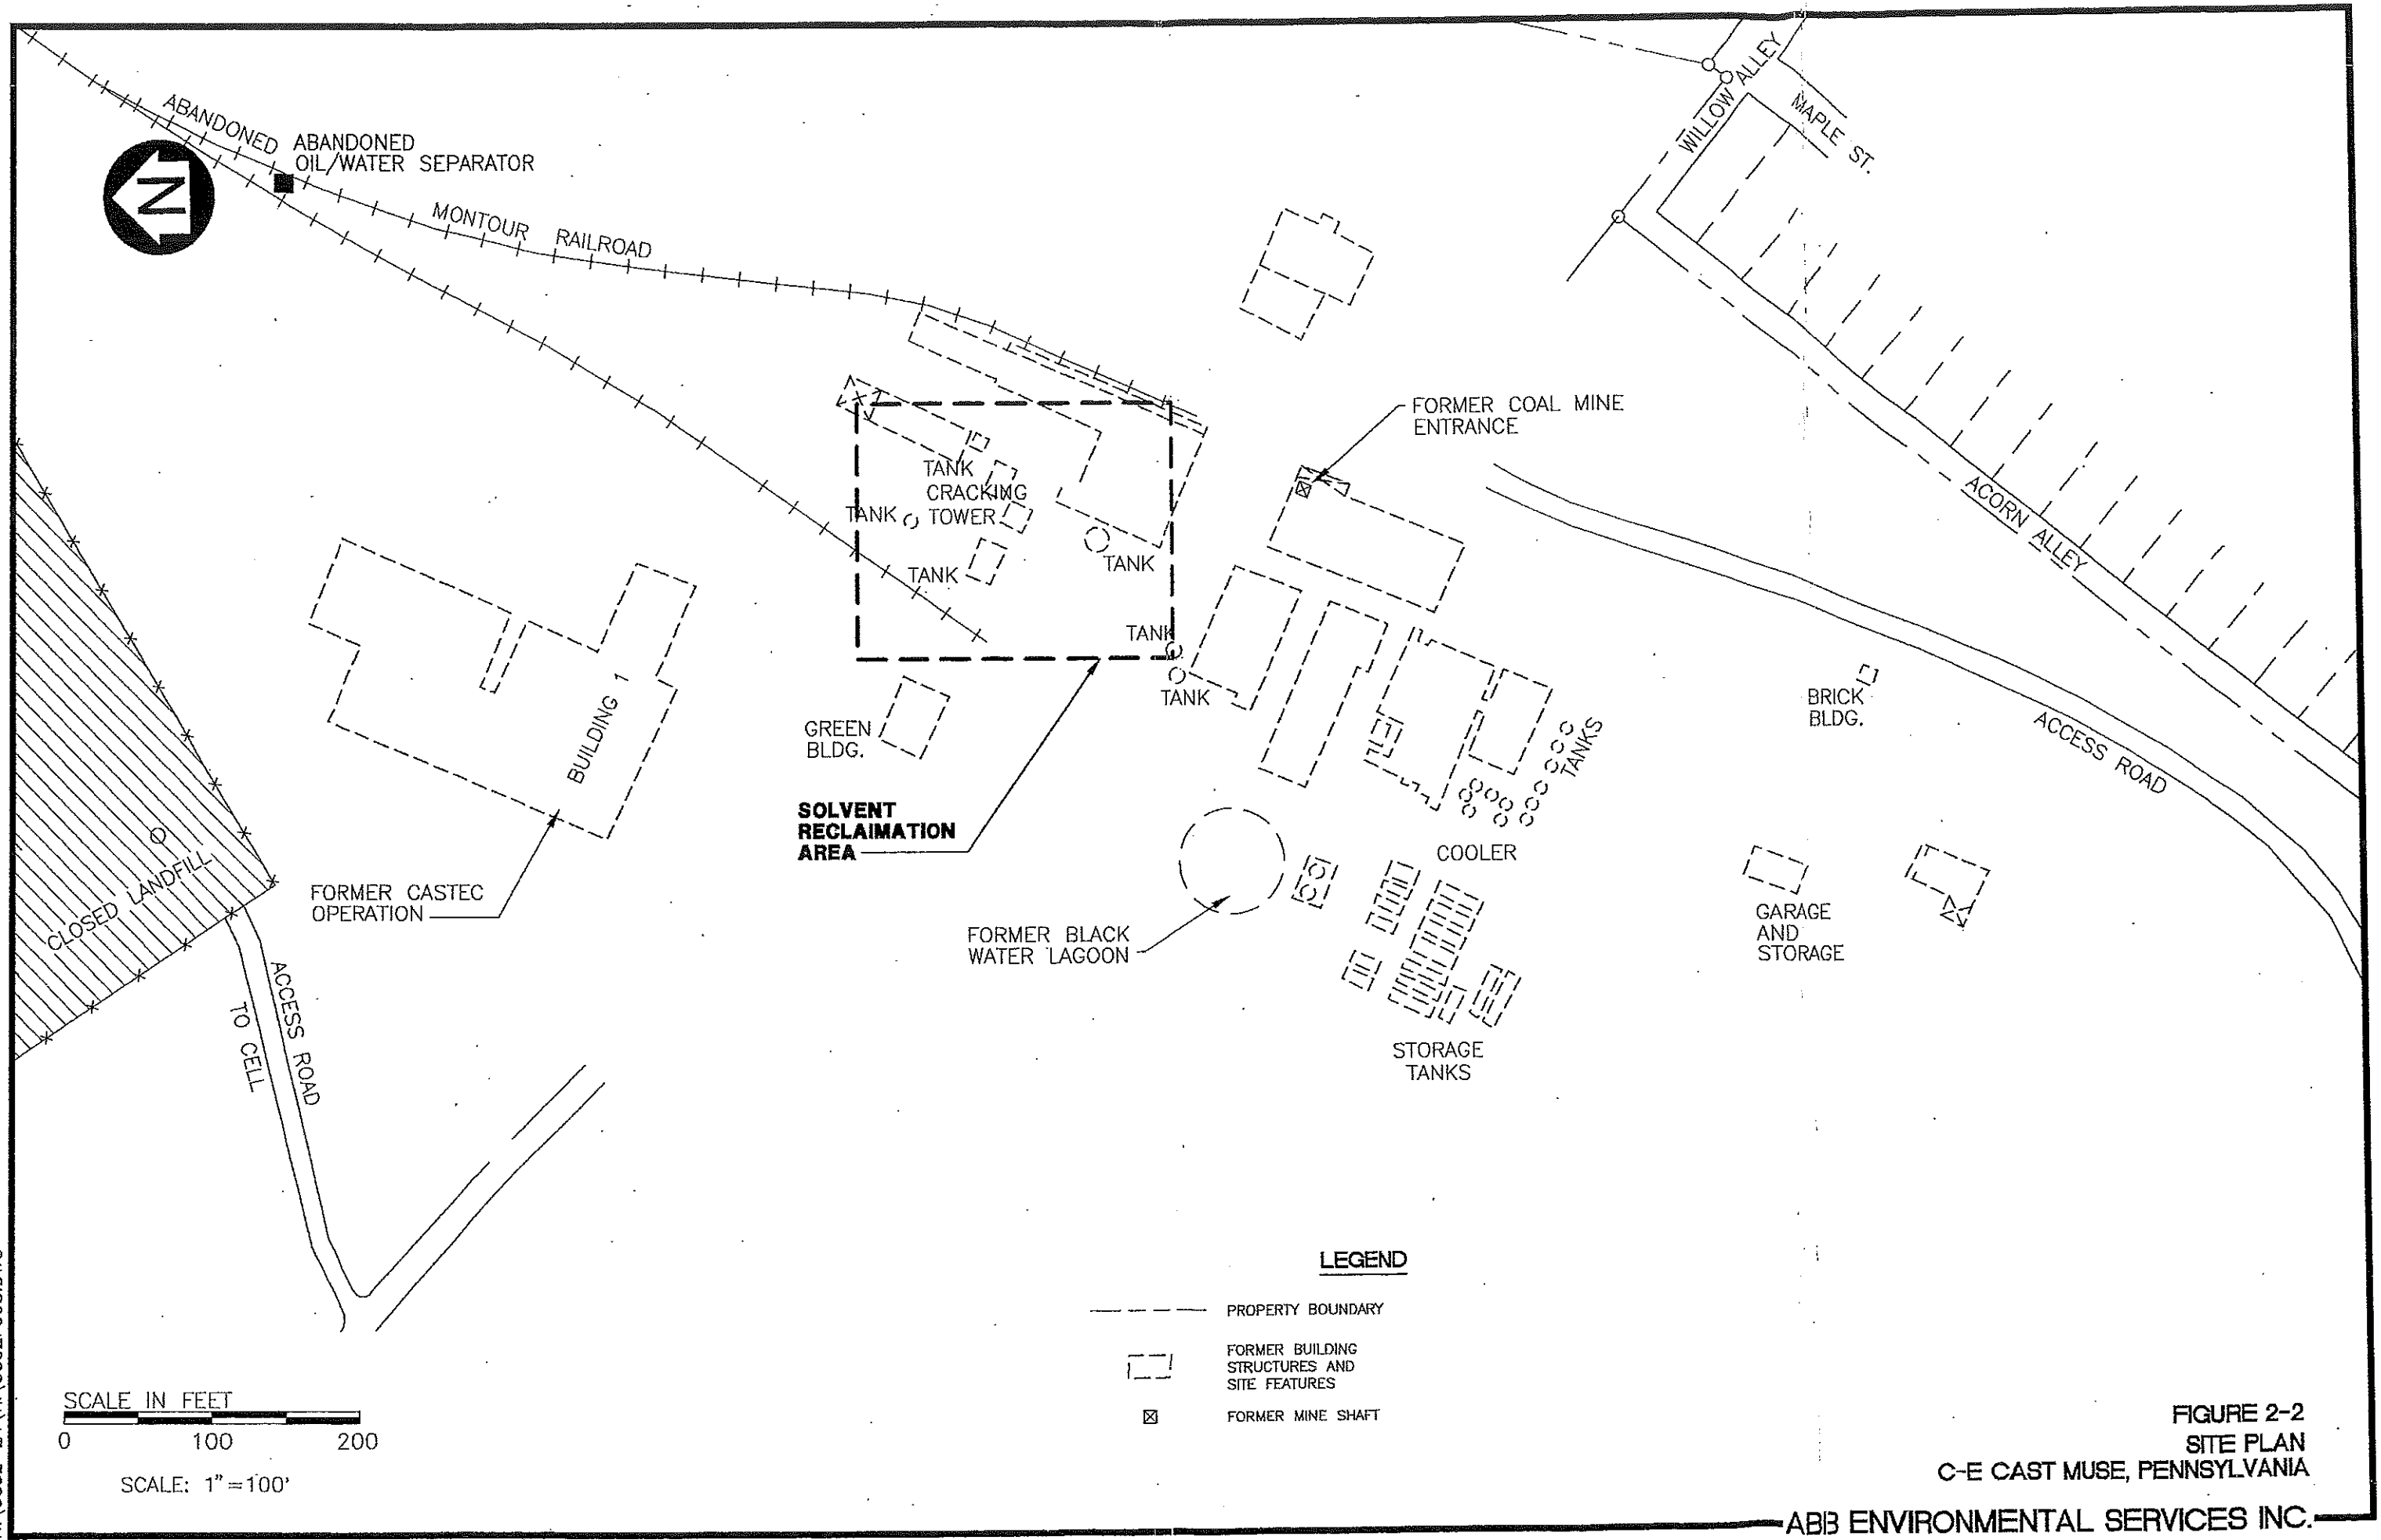 WILLOW ALLEY
MAPLE ST.
ABANDONED
ABANDONED
OIL/WATER SEPARATOR
N
MONTOUR RAILROAD
FORMER COAL MINE
ENTRANCE
TANK
CRACKING
TOWER
TANK
TANK
TANK
ACORN ALLEY
TANK
TANK
BUILDING 1
GREEN
BLDG.
BRICK
BLDG.
TANKS
ACCESS ROAD
SOLVENT
RECLAIMATION
AREA
COOLER
CLOSED LANDFILL
FORMER CASTEC
OPERATION
FORMER BLACK
WATER LAGOON
GARAGE
AND
STORAGE
ACCESS ROAD
TO CELL
STORAGE
TANKS
LEGEND
PROPERTY BOUNDARY
FORMER BUILDING
STRUCTURES AND
SITE FEATURES
FORMER MINE SHAFT
SCALE IN FEET
0 100 200
SCALE: 1"=100'
FIGURE 2-2
SITE PLAN
C-E CAST MUSE, PENNSYLVANIA
ABB ENVIRONMENTAL SERVICES INC.